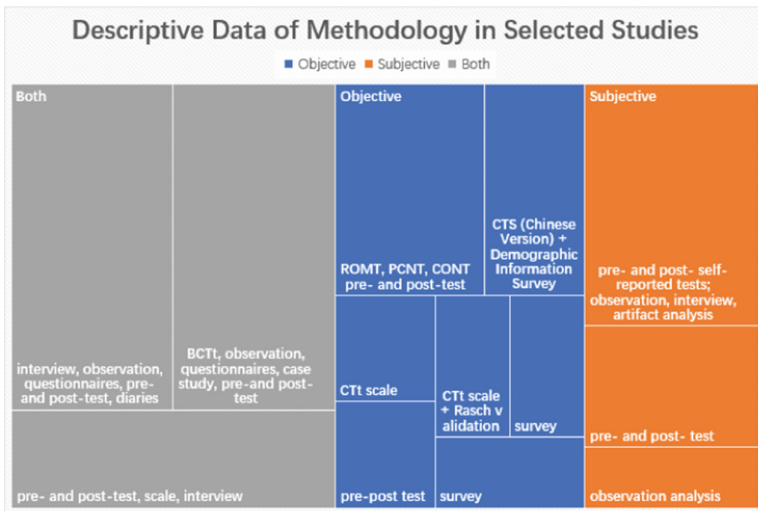 Descriptive Data of Methodology in Selected Studies
Objective Subjective Both
Both
interview, observation,
questionnaires, pre-
and post-test, diaries
BCTt, observation,
questionnaires, case
study, pre-and post-
test
pre- and post-test, scale, interview
Objective
ROMT, PCNT, CONT
pre- and post-test
CTS (Chinese
Version) +
Demographic
Information
Survey
CTt scale
CTt scale
+ Rasch v
alidation
survey
pre-post test
survey
Subjective
pre- and post- self-
reported tests;
observation, interview,
artifact analysis
pre- and post- test
observation analysis